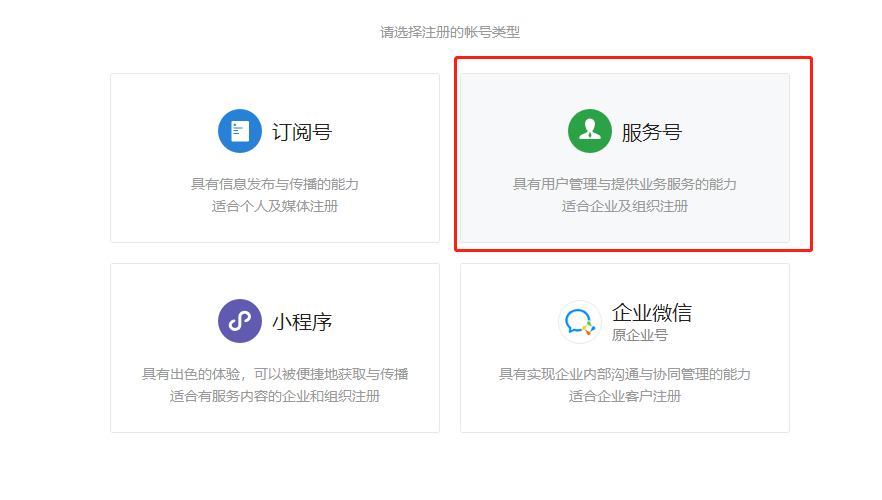 请选择注册的帐号类型
订阅号
具有信息发布与传播的能力
适合个人及媒体注册
服务号
具有用户管理与提供业务服务的能力
适合企业及组织注册
小程序
具有出色的体验，可以被便捷地获取与传播
适合有服务内容的企业和组织注册
企业微信
原企业号
具有实现企业内部沟通与协同管理的能力
适合企业客户注册